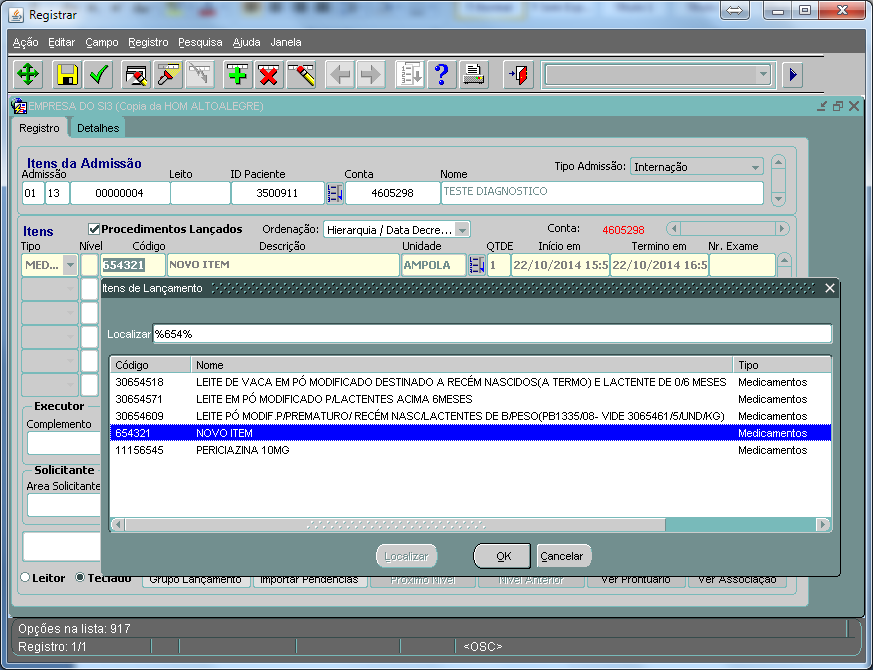 Registrar
Ação Editar Campo Registro Pesquisa Ajuda Janela
EMPRESA DO SI3 (Copia da HOM.ALTOALEGRE)
Registro Detalhes
Itens da Admissão
Admissão Leito ID Paciente Conta Nome Tipo Admissão: Internação
01 13 00000004 3500911 4605298 TESTE DIAGNOSTICO
Itens Procedimentos Lançados Ordenação: Hierarquia / Data Decre... Conta: 4605298
Tipo Nível Código Descrição Unidade QTDE Início em Termino em Nr. Exame
MED... 654321 NOVO ITEM AMPOLA 1 22/10/2014 15:5 22/10/2014 16:5
Itens de Lançamento
Localizar %654%
Código Nome Tipo
30654518 LEITE DE VACA EM PÓ MODIFICADO DESTINADO A RECÉM NASCIDOS(A TERMO) E LACTENTE DE 0/6 MESES Medicamentos
30654571 LEITE EM PÓ MODIFICADO P/LACTENTES ACIMA 6MESES Medicamentos
30654609 LEITE PÓ MODIF.P/PREMATURO/ RECÉM NASC/LACTENTES DE B/PESO(PB1335/08- VIDE 3065461/5/UND/KG) Medicamentos
654321 NOVO ITEM Medicamentos
11156545 PERICIAZINA 10MG Medicamentos
Localizar OK Cancelar
Executor
Complemento
Solicitante
Area Solicitante
Leitor Teclado Grupo Lançamento Importar Pendências Próximo Nível Nível Anterior Ver Prontuário Ver Associação
Opções na lista: 917
Registro: 1/1 <OSC>